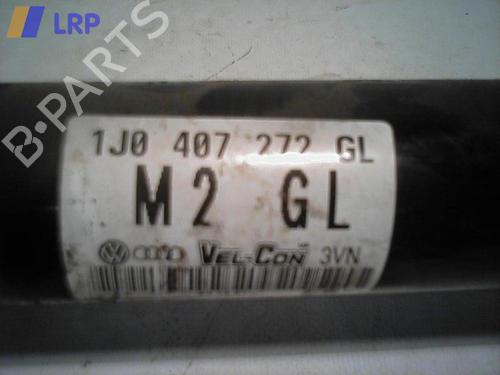 LRP
B-PARTS
1J0 407 272 GL
M2 GL
VEL-CON 3VN